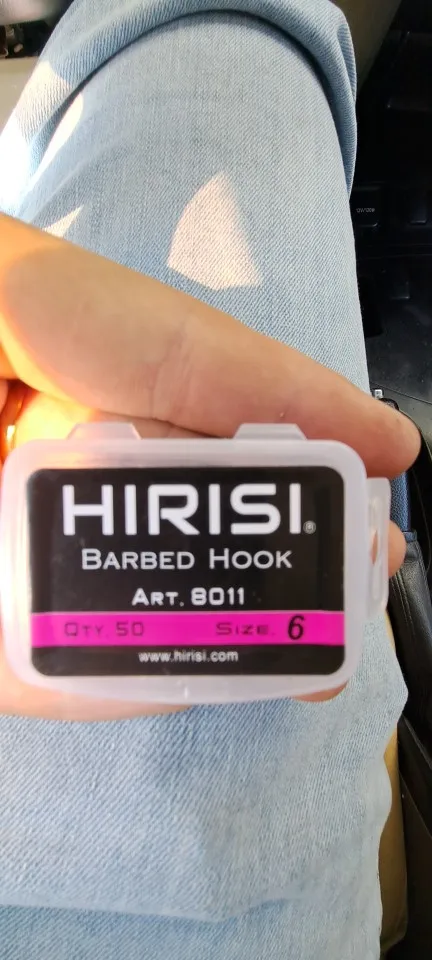 HIRISI®
BARBED HOOK
ART. 8011
QTY. 50 SIZE. 6
www.hirisi.com